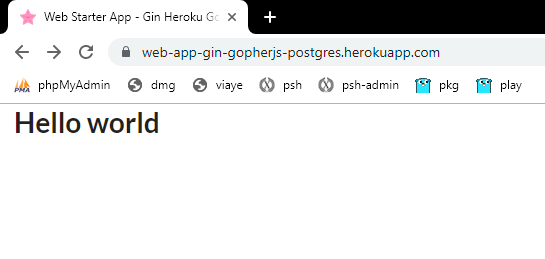 Web Starter App - Gin Heroku Go
web-app-gin-gopherjs-postgres.herokuapp.com
PMA phpMyAdmin dmg viaye psh psh-admin pkg play
Hello world